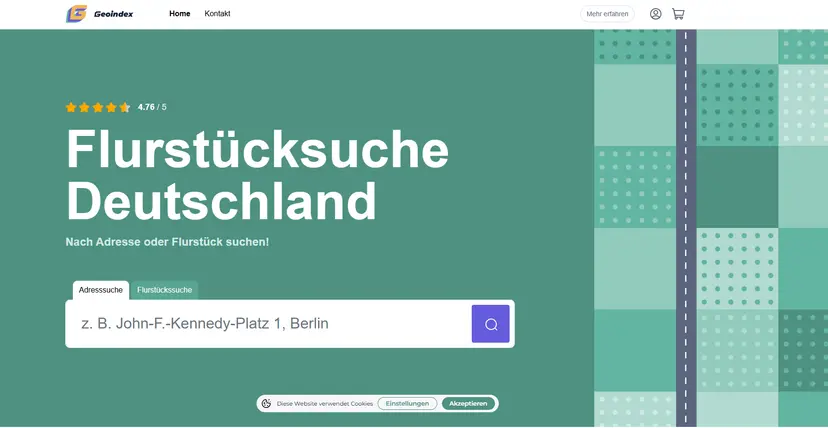 Geoindex
Home
Kontakt
Mehr erfahren
4.76 / 5
Flurstücksuche
Deutschland
Nach Adresse oder Flurstück suchen!
Adresssuche
Flurstückssuche
z. B. John-F.-Kennedy-Platz 1, Berlin
Diese Website verwendet Cookies
Einstellungen
Akzeptieren